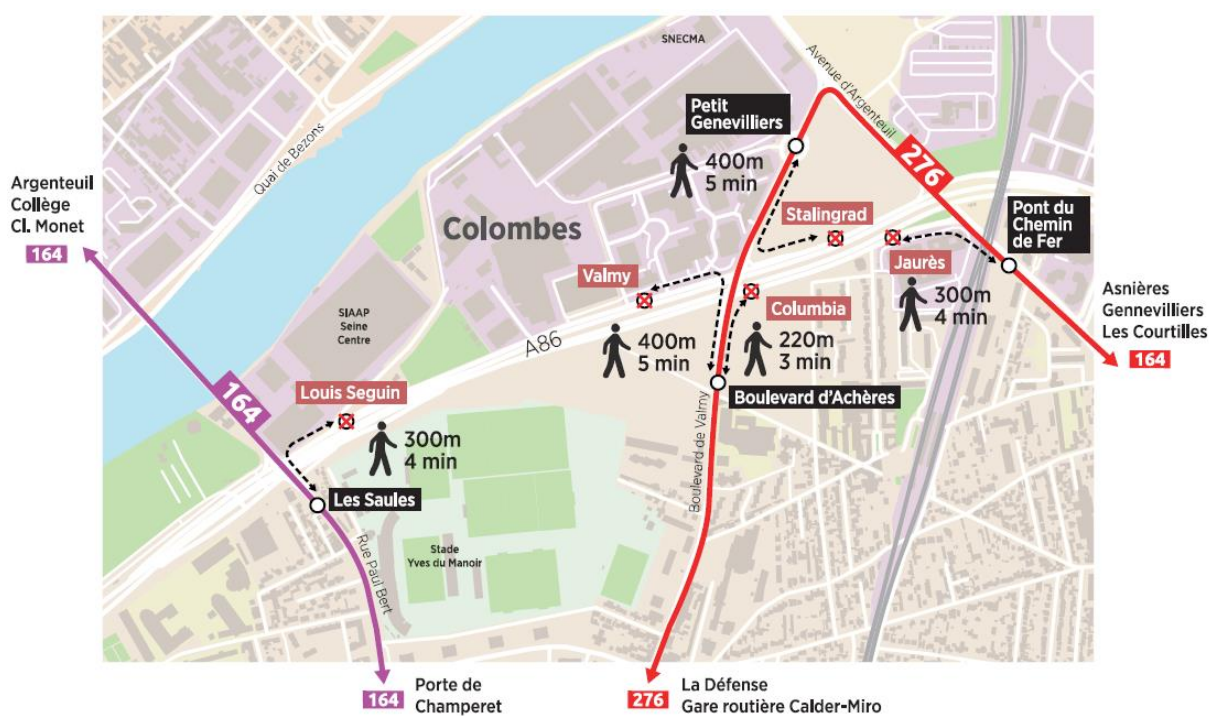 SNECMA
Avenue d'Argenteuil
Quai de Bezons
Petit
Genevilliers
400m
5 min
276
Argenteuil
Collège
Cl. Monet
164
Colombes
Stalingrad
Pont du
Chemin
de Fer
Jaurès
300m
4 min
Valmy
Columbia
220m
3 min
400m
5 min
Asnières
Gennevilliers
Les Courtilles
164
SIAAP
Seine
Centre
A86
164
Louis Seguin
300m
4 min
Boulevard d'Achères
Boulevard de Valmy
Les Saules
Rue Paul Bert
Stade
Yves du Manoir
164
Porte de
Champeret
276
La Défense
Gare routière Calder-Miro